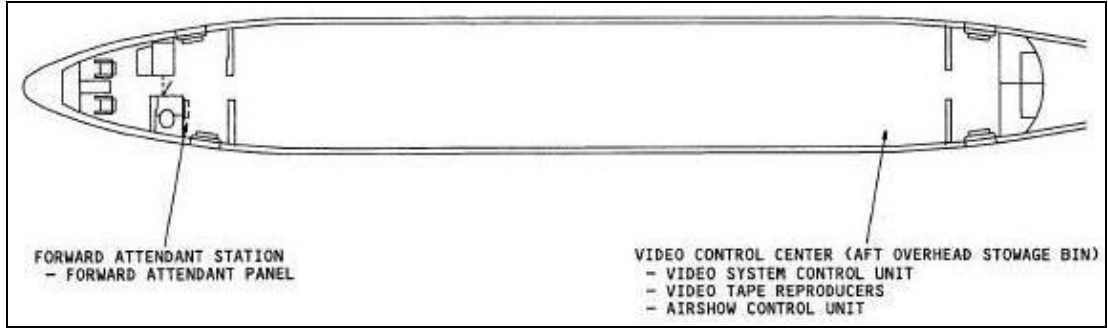 FORWARD ATTENDANT STATION
- FORWARD ATTENDANT PANEL
VIDEO CONTROL CENTER (AFT OVERHEAD STOWAGE BIN)
- VIDEO SYSTEM CONTROL UNIT
- VIDEO TAPE REPRODUCERS
- AIRSHOW CONTROL UNIT